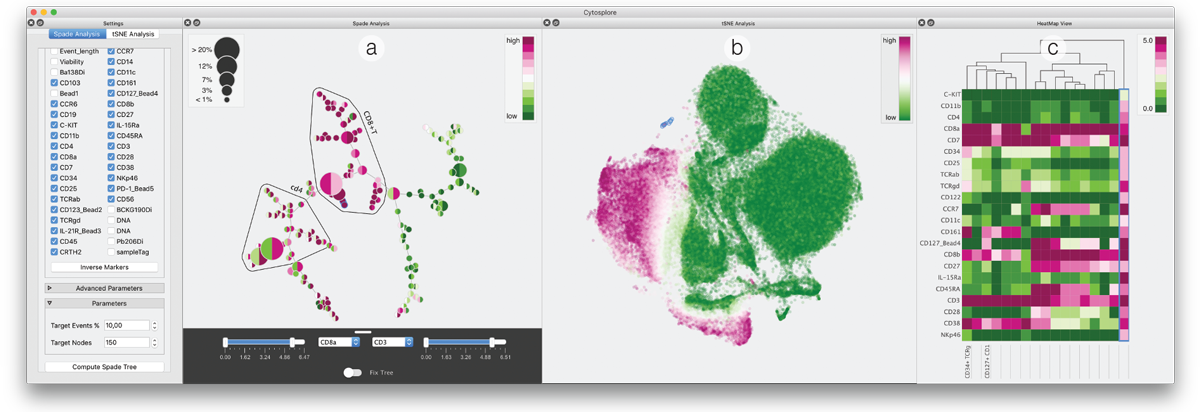 Cytosplore
Settings
Spade Analysis
tSNE Analysis
HeatMap View
Spade Analysis tSNE Analysis
Event_length CCR7
Viability CD14
Ba138Di CD11c
CD103 CD161
Bead1 CD127_Bead4
CCR6 CD8b
CD19 CD27
C-KIT IL-15Ra
CD11b CD45RA
CD4 CD3
CD8a CD28
CD7 CD38
CD34 NKp46
CD25 PD-1_Bead5
TCRab CD56
CD123_Bead2 BCKG190Di
TCRgd DNA
IL-21R_Bead3 DNA
CD45 Pb206Di
CRTH2 sampleTag
Inverse Markers
Advanced Parameters
Parameters
Target Events % 10,00
Target Nodes 150
Compute Spade Tree
a
> 20%
12%
7%
3%
< 1%
high
low
CD8+T
cd4
CD8a CD3
0.00 1.62 3.24 4.86 6.47
0.00 1.62 3.24 4.86 6.51
Fix Tree
b
high
low
c
5.0
0.0
C-KIT
CD11b
CD4
CD8a
CD7
CD34
CD25
TCRab
TCRgd
CD122
CCR7
CD11c
CD161
CD127_Bead4
CD8b
CD27
IL-15Ra
CD45RA
CD3
CD28
CD38
NKp46
CD34+ TCRg
CD127+ CD1